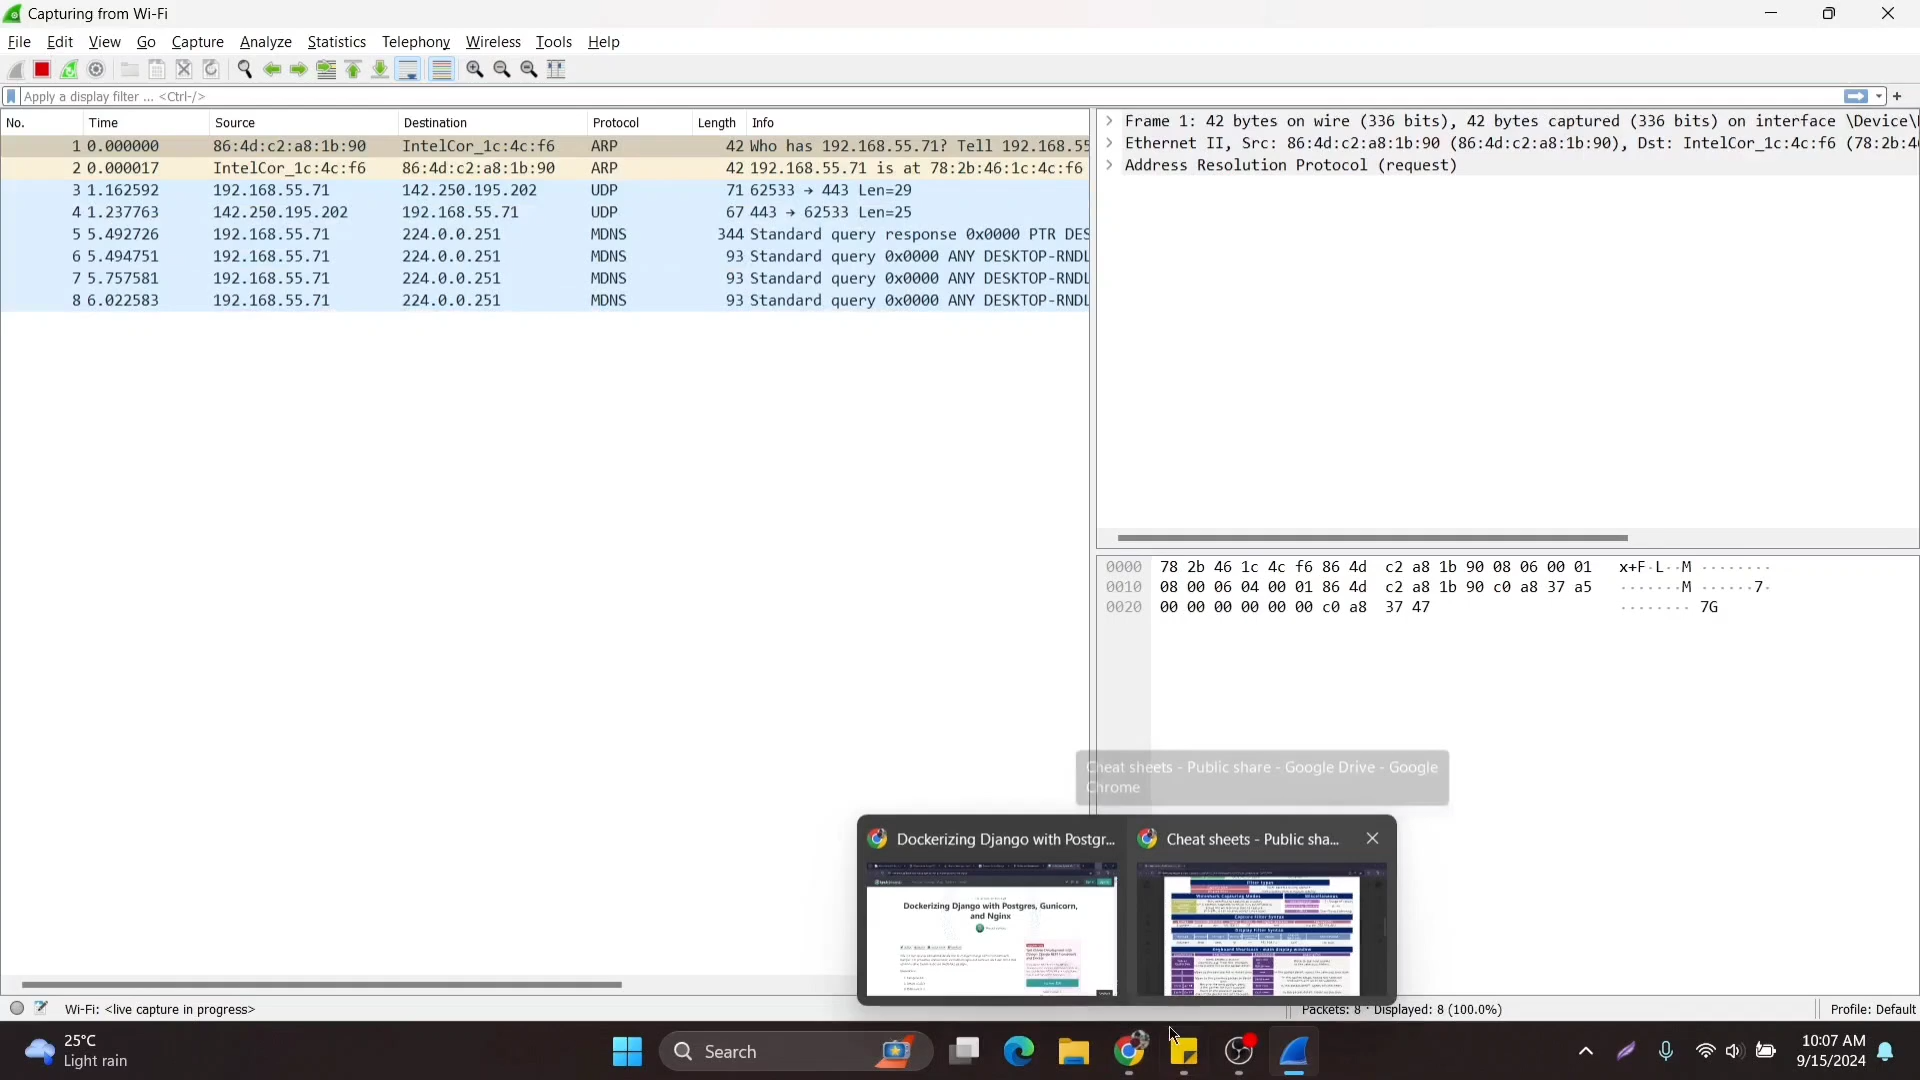 Capturing from Wi-Fi
File Edit View Go Capture Analyze Statistics Telephony Wireless Tools Help
Apply a display filter ... <Ctrl-/>
No. Time Source Destination Protocol Length Info
1 0.000000 86:4d:c2:a8:1b:90 IntelCor_1c:4c:f6 ARP 42 Who has 192.168.55.71? Tell 192.168.55
2 0.000017 IntelCor_1c:4c:f6 86:4d:c2:a8:1b:90 ARP 42 192.168.55.71 is at 78:2b:46:1c:4c:f6
3 1.162592 192.168.55.71 142.250.195.202 UDP 71 62533 → 443 Len=29
4 1.237763 142.250.195.202 192.168.55.71 UDP 67 443 → 62533 Len=25
5 5.492726 192.168.55.71 224.0.0.251 MDNS 344 Standard query response 0x0000 PTR DES
6 5.494751 192.168.55.71 224.0.0.251 MDNS 93 Standard query 0x0000 ANY DESKTOP-RNDL
7 5.757581 192.168.55.71 224.0.0.251 MDNS 93 Standard query 0x0000 ANY DESKTOP-RNDL
8 6.022583 192.168.55.71 224.0.0.251 MDNS 93 Standard query 0x0000 ANY DESKTOP-RNDL
Frame 1: 42 bytes on wire (336 bits), 42 bytes captured (336 bits) on interface \Device\
Ethernet II, Src: 86:4d:c2:a8:1b:90 (86:4d:c2:a8:1b:90), Dst: IntelCor_1c:4c:f6 (78:2b:4
Address Resolution Protocol (request)
0000 78 2b 46 1c 4c f6 86 4d c2 a8 1b 90 08 06 00 01 x+F·L··M ········
0010 08 00 06 04 00 01 86 4d c2 a8 1b 90 c0 a8 37 a5 ·······M ······7·
0020 00 00 00 00 00 00 c0 a8 37 47 ········ 7G
Cheat sheets - Public share - Google Drive - Google
Chrome
Dockerizing Django with Postgr...
Cheat sheets - Public sha...
Dockerizing Django with Postgres, Gunicorn,
and Nginx
Wi-Fi: <live capture in progress>
Packets: 8 · Displayed: 8 (100.0%)
Profile: Default
25°C
Light rain
Search
10:07 AM
9/15/2024